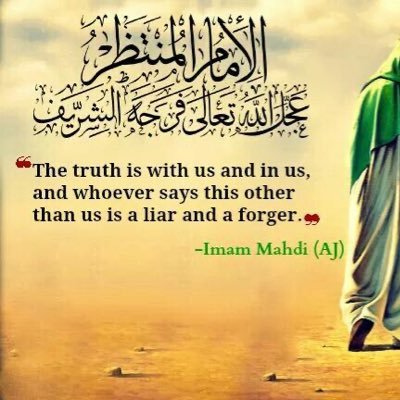 الإمام المنتظر
عجل الله تعالى فرجه الشريف
❝The truth is with us and in us,
and whoever says this other
than us is a liar and a forger.❞
-Imam Mahdi (AJ)